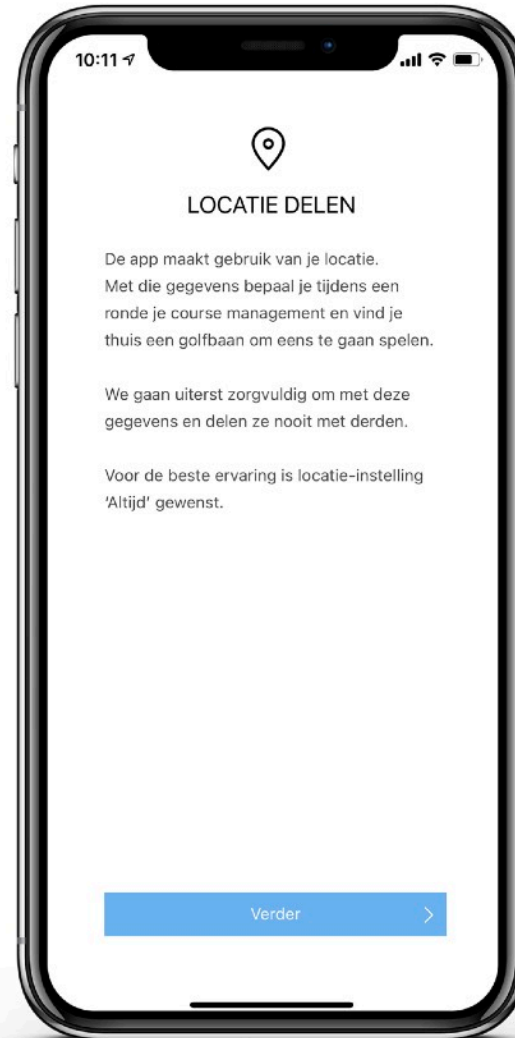 10:11
LOCATIE DELEN
De app maakt gebruik van je locatie.
Met die gegevens bepaal je tijdens een
ronde je course management en vind je
thuis een golfbaan om eens te gaan spelen.
We gaan uiterst zorgvuldig om met deze
gegevens en delen ze nooit met derden.
Voor de beste ervaring is locatie-instelling
'Altijd' gewenst.
Verder